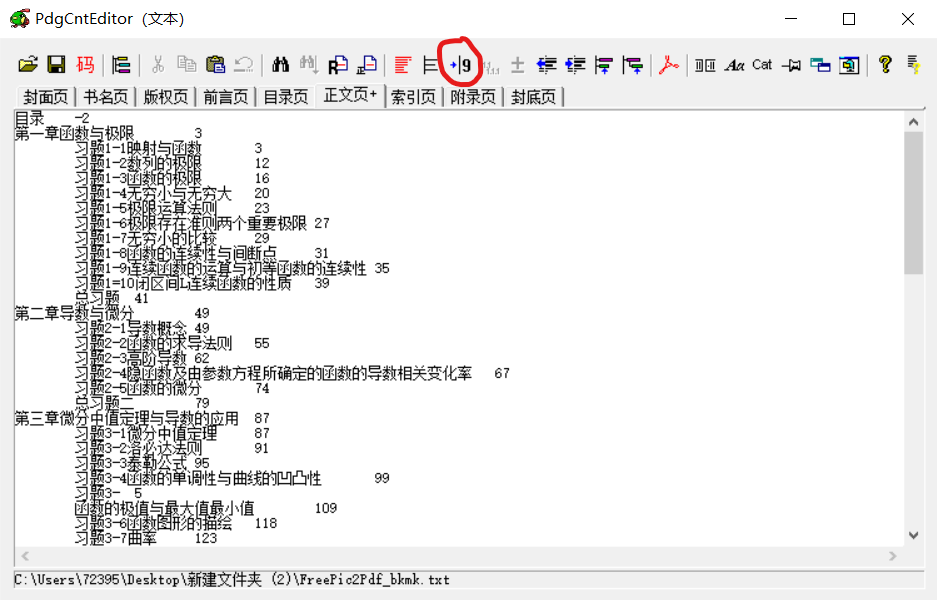 PdgCntEditor (文本)
码 R 9 Aa Cat ?
封面页 书名页 版权页 前言页 目录页 正文页+ 索引页 附录页 封底页
目录 -2
第一章函数与极限 3
习题1-1映射与函数 3
习题1-2数列的极限 12
习题1-3函数的极限 16
习题1-4无穷小与无穷大 20
习题1-5极限运算法则 23
习题1-6极限存在准则两个重要极限 27
习题1-7无穷小的比较 29
习题1-8函数的连续性与间断点 31
习题1-9连续函数的运算与初等函数的连续性 35
习题1=10闭区间L连续函数的性质 39
总习题 41
第二章导数与微分 49
习题2-1导数概念 49
习题2-2函数的求导法则 55
习题2-3高阶导数 62
习题2-4隐函数及由参数方程所确定的函数的导数相关变化率 67
习题2-5函数的微分 74
总习题二 79
第三章微分中值定理与导数的应用 87
习题3-1微分中值定理 87
习题3-2洛必达法则 91
习题3-3泰勒公式 95
习题3-4函数的单调性与曲线的凹凸性 99
习题3- 5
函数的极值与最大值最小值 109
习题3-6函数图形的描绘 118
习题3-7曲率 123
C:\Users\72395\Desktop\新建文件夹 (2)\FreePic2Pdf_bkmk.txt